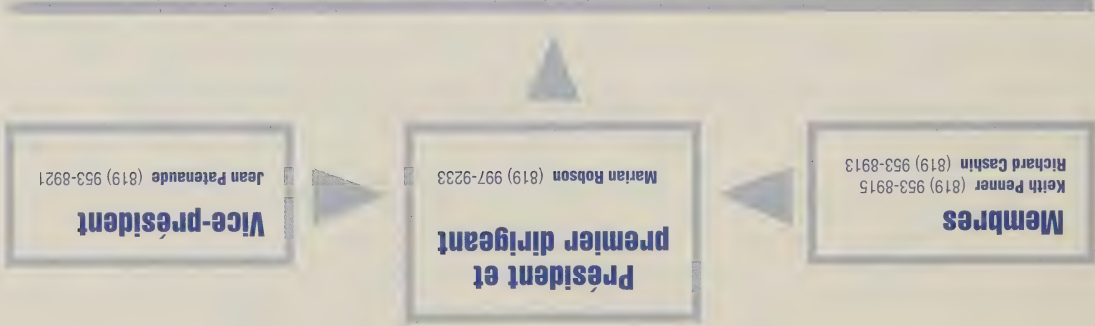 Membres
Keith Penner (819) 953-8915
Richard Cashin (819) 953-8913
Président et
premier dirigeant
Marian Robson (819) 997-9233
Vice-président
Jean Patenaude (819) 953-8921